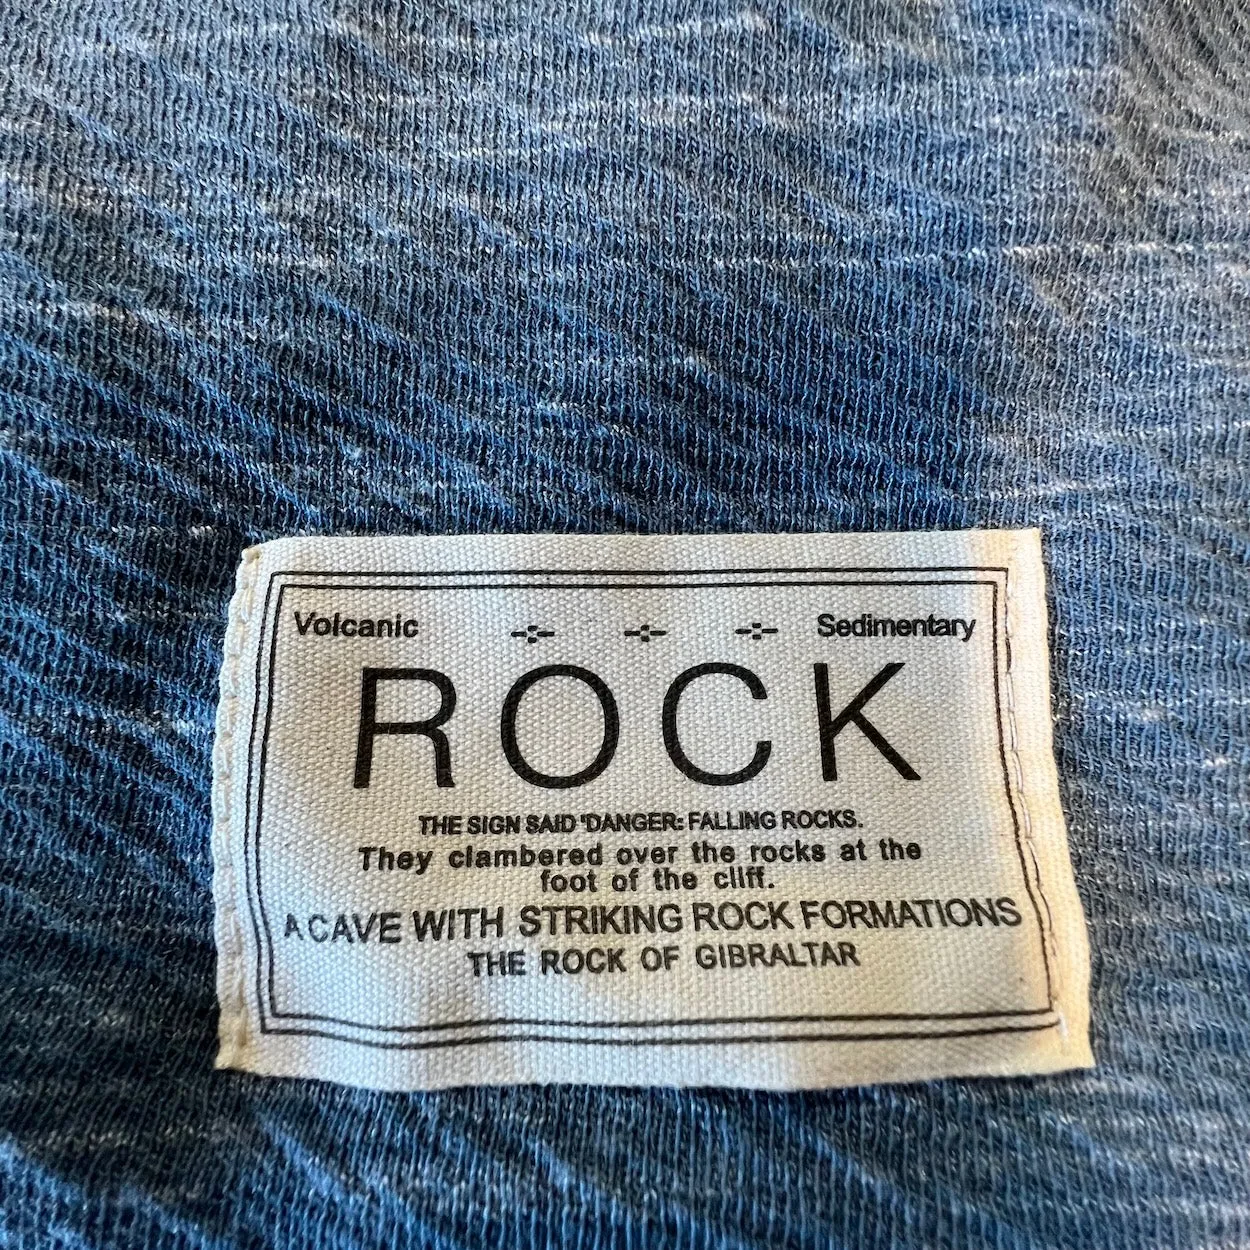 Volcanic Sedimentary
ROCK
THE SIGN SAID 'DANGER: FALLING ROCKS.
They clambered over the rocks at the
foot of the cliff.
A CAVE WITH STRIKING ROCK FORMATIONS
THE ROCK OF GIBRALTAR